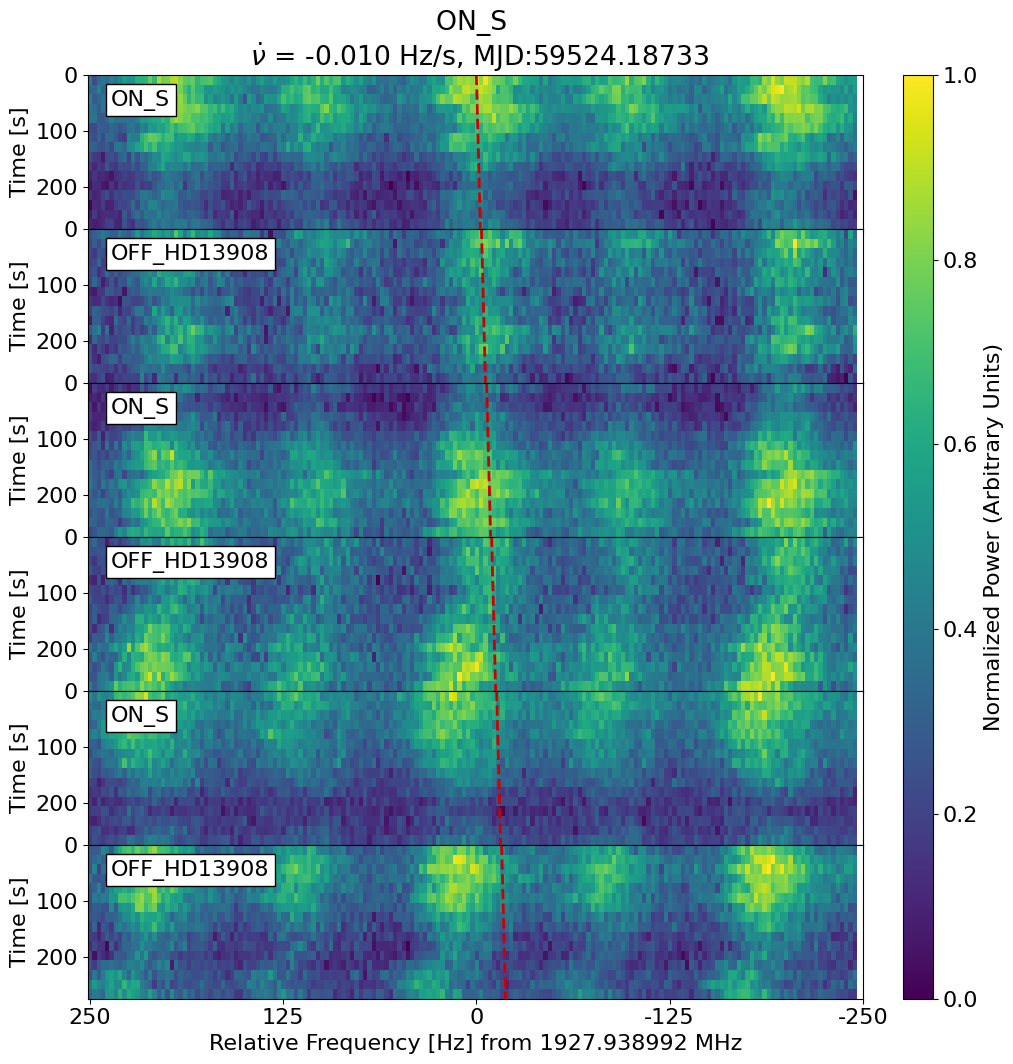 ON_S
ν̇ = -0.010 Hz/s, MJD:59524.18733
0
ON_S
100
Time [s]
200
0
OFF_HD13908
100
Time [s]
200
0
ON_S
100
Time [s]
200
0
OFF_HD13908
100
Time [s]
200
0
ON_S
100
Time [s]
200
0
OFF_HD13908
100
Time [s]
200
250 125 0 -125 -250
Relative Frequency [Hz] from 1927.938992 MHz
1.0
0.8
0.6
0.4
0.2
0.0
Normalized Power (Arbitrary Units)